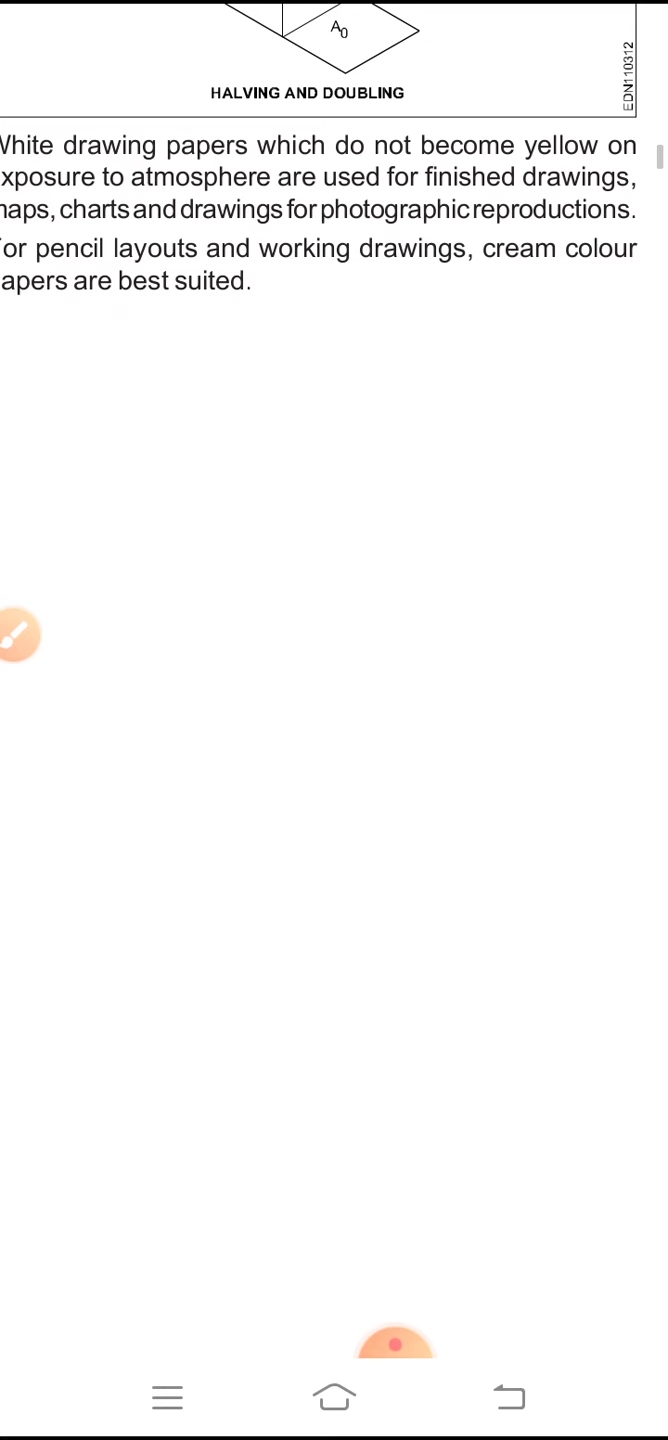 A0
HALVING AND DOUBLING
EDN110312
White drawing papers which do not become yellow on
xposure to atmosphere are used for finished drawings,
maps, charts and drawings for photographic reproductions.
or pencil layouts and working drawings, cream colour
apers are best suited.